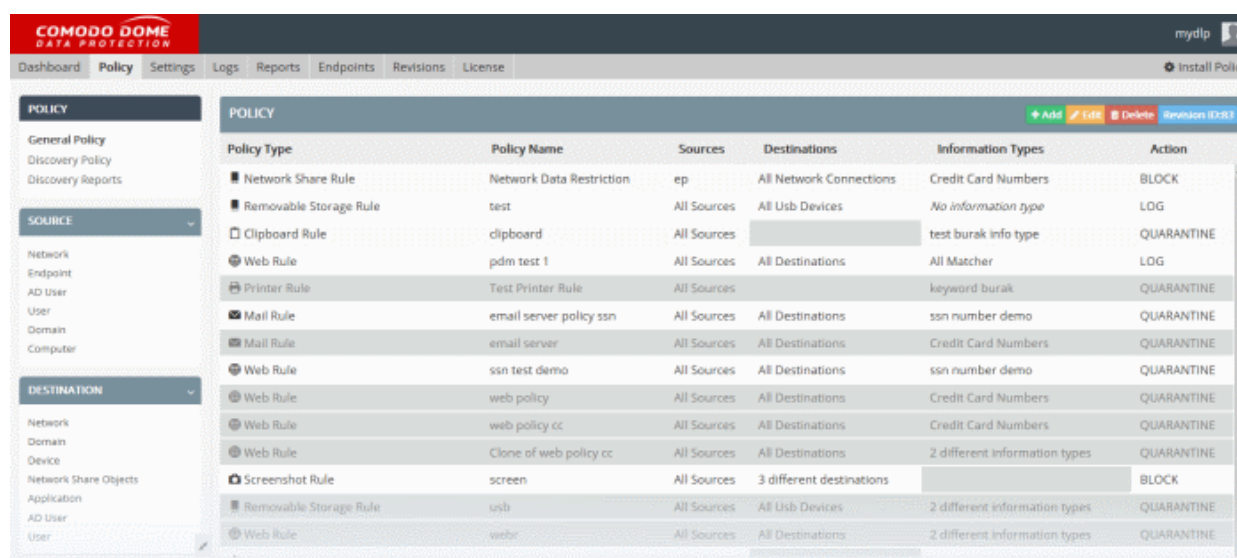 COMODO DOME
DATA PROTECTION
mydlp
Dashboard Policy Settings Logs Reports Endpoints Revisions License Install Poli
POLICY
General Policy
Discovery Policy
Discovery Reports
SOURCE
Network
Endpoint
AD User
User
Domain
Computer
DESTINATION
Network
Domain
Device
Network Share Objects
Application
AD User
User
POLICY Add Edit Delete Revision ID:83
Policy Type Policy Name Sources Destinations Information Types Action
Network Share Rule Network Data Restriction ep All Network Connections Credit Card Numbers BLOCK
Removable Storage Rule test All Sources All Usb Devices No information type LOG
Clipboard Rule clipboard All Sources test burak info type QUARANTINE
Web Rule pdm test 1 All Sources All Destinations All Matcher LOG
Printer Rule Test Printer Rule All Sources keyword burak QUARANTINE
Mail Rule email server policy ssn All Sources All Destinations ssn number demo QUARANTINE
Mail Rule email server All Sources All Destinations Credit Card Numbers QUARANTINE
Web Rule ssn test demo All Sources All Destinations ssn number demo QUARANTINE
Web Rule web policy All Sources All Destinations Credit Card Numbers QUARANTINE
Web Rule web policy cc All Sources All Destinations Credit Card Numbers QUARANTINE
Web Rule Clone of web policy cc All Sources All Destinations 2 different information types QUARANTINE
Screenshot Rule screen All Sources 3 different destinations BLOCK
Removable Storage Rule usb All Sources All Usb Devices 2 different information types QUARANTINE
Web Rule webr All Sources All Destinations 2 different information types QUARANTINE